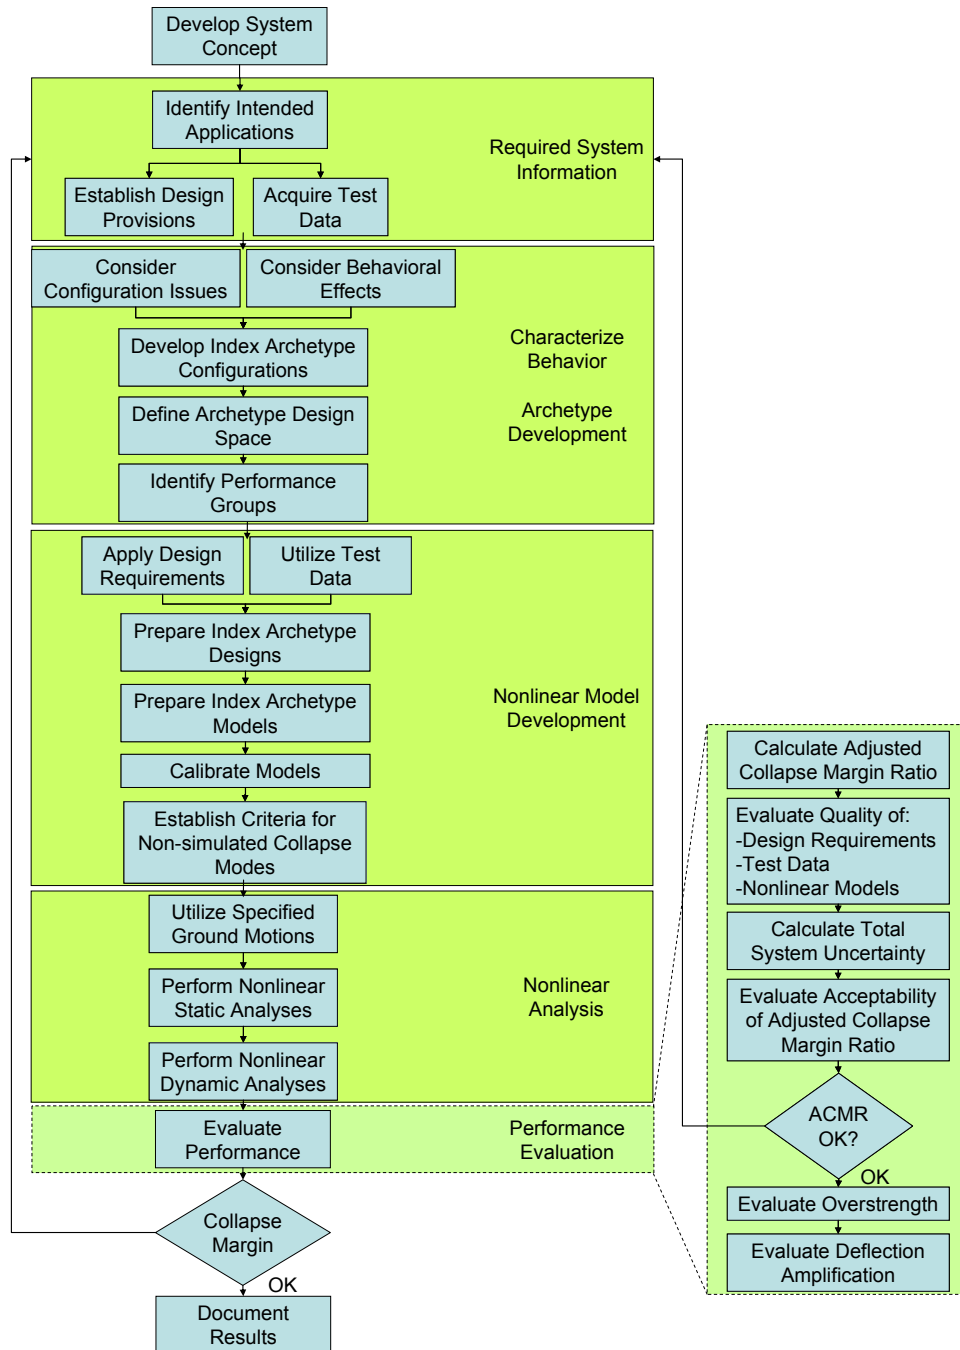 Develop System
Concept
Identify Intended
Applications
Required System
Information
Establish Design
Provisions
Acquire Test
Data
Consider
Configuration Issues
Consider Behavioral
Effects
Develop Index Archetype
Configurations
Characterize
Behavior
Define Archetype Design
Space
Archetype
Development
Identify Performance
Groups
Apply Design
Requirements
Utilize Test
Data
Prepare Index Archetype
Designs
Prepare Index Archetype
Models
Nonlinear Model
Development
Calibrate Models
Establish Criteria for
Non-simulated Collapse
Modes
Utilize Specified
Ground Motions
Perform Nonlinear
Static Analyses
Nonlinear
Analysis
Perform Nonlinear
Dynamic Analyses
Evaluate
Performance
Performance
Evaluation
Collapse
Margin
OK
Document
Results
Calculate Adjusted
Collapse Margin Ratio
Evaluate Quality of:
-Design Requirements
-Test Data
-Nonlinear Models
Calculate Total
System Uncertainty
Evaluate Acceptability
of Adjusted Collapse
Margin Ratio
ACMR
OK?
OK
Evaluate Overstrength
Evaluate Deflection
Amplification